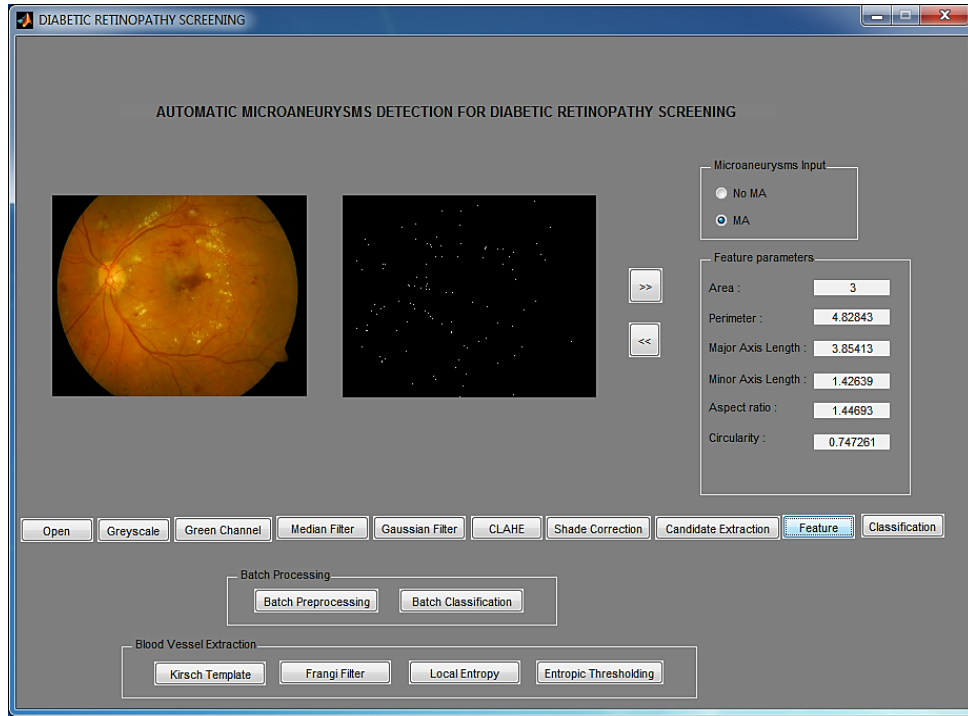 DIABETIC RETINOPATHY SCREENING
AUTOMATIC MICROANEURYSMS DETECTION FOR DIABETIC RETINOPATHY SCREENING
Microaneurysms Input
No MA
MA
>>
<<
Feature parameters
Area : 3
Perimeter : 4.82843
Major Axis Length : 3.85413
Minor Axis Length : 1.42639
Aspect ratio : 1.44693
Circularity : 0.747261
Open Greyscale Green Channel Median Filter Gaussian Filter CLAHE Shade Correction Candidate Extraction Feature Classification
Batch Processing
Batch Preprocessing Batch Classification
Blood Vessel Extraction
Kirsch Template Frangi Filter Local Entropy Entropic Thresholding